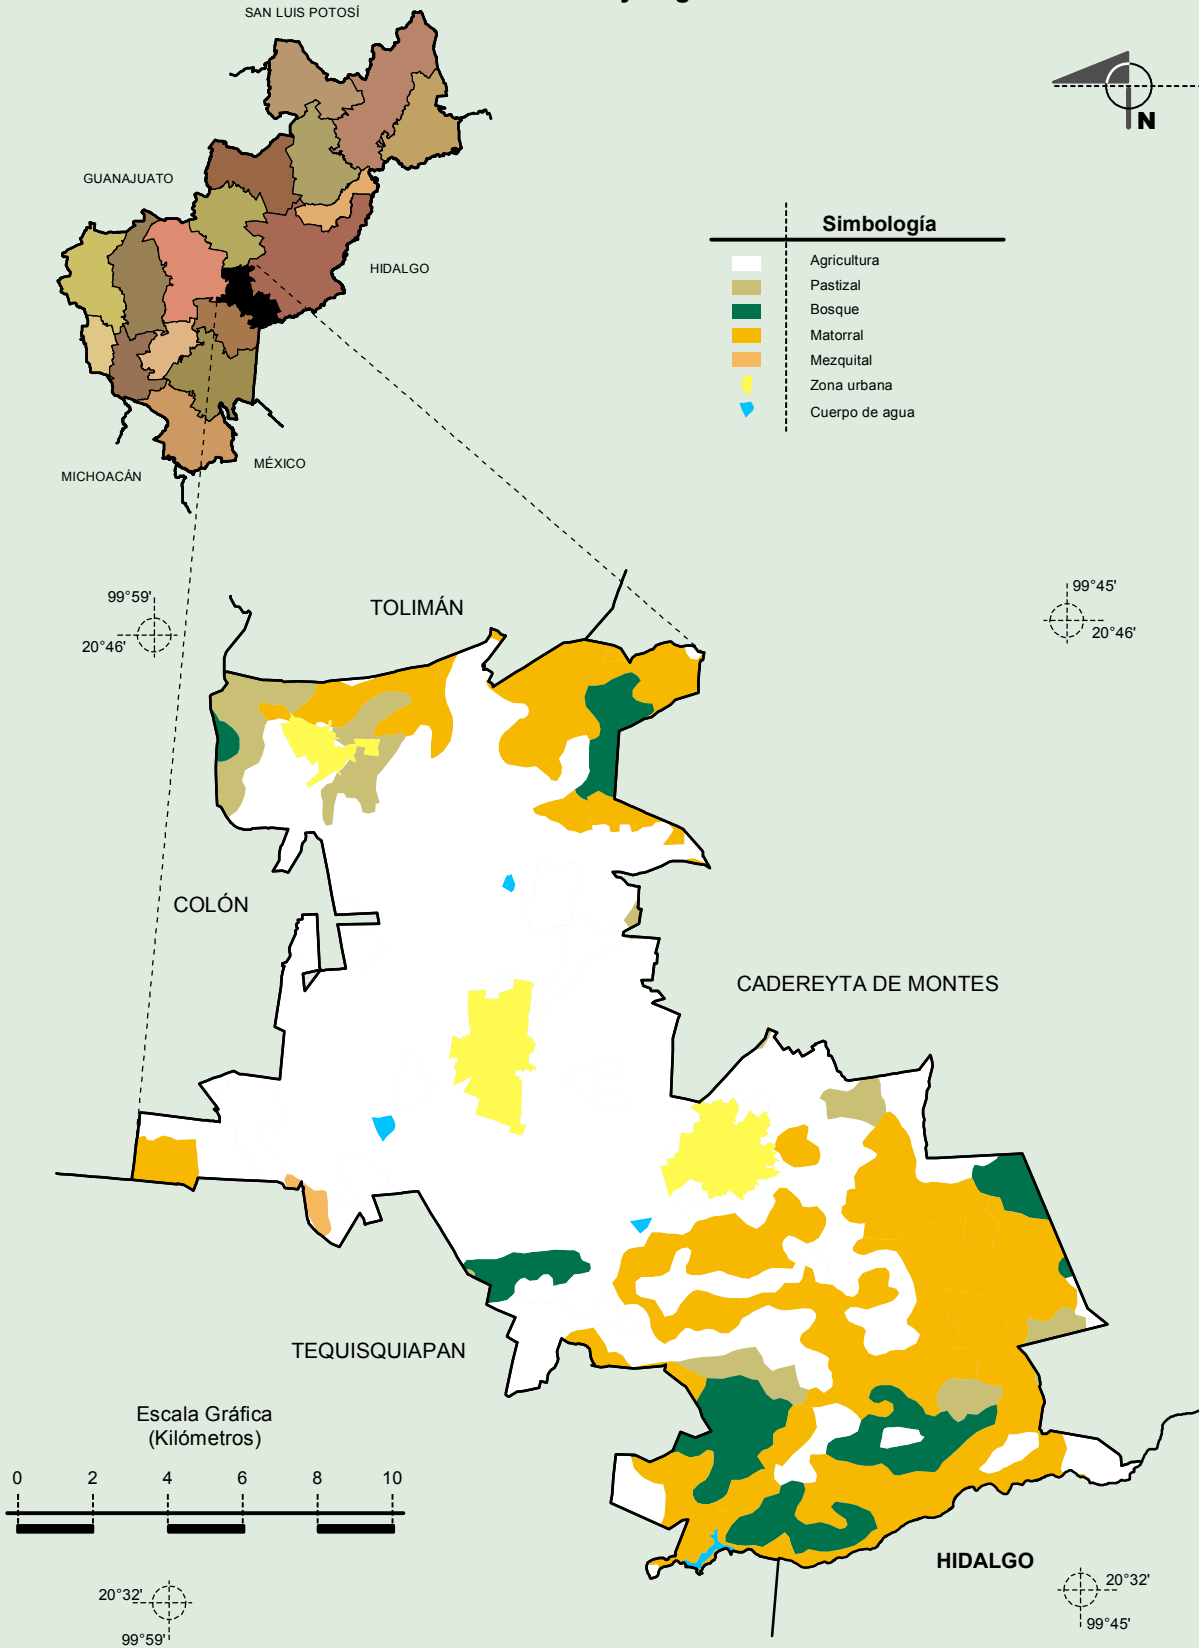 SAN LUIS POTOSÍ
GUANAJUATO
HIDALGO
MICHOACÁN
MÉXICO
N
Simbología
Agricultura
Pastizal
Bosque
Matorral
Mezquital
Zona urbana
Cuerpo de agua
99°59'
20°46'
99°45'
20°46'
TOLIMÁN
COLÓN
CADEREYTA DE MONTES
TEQUISQUIAPAN
Escala Gráfica
(Kilómetros)
0 2 4 6 8 10
HIDALGO
20°32'
99°59'
20°32'
99°45'